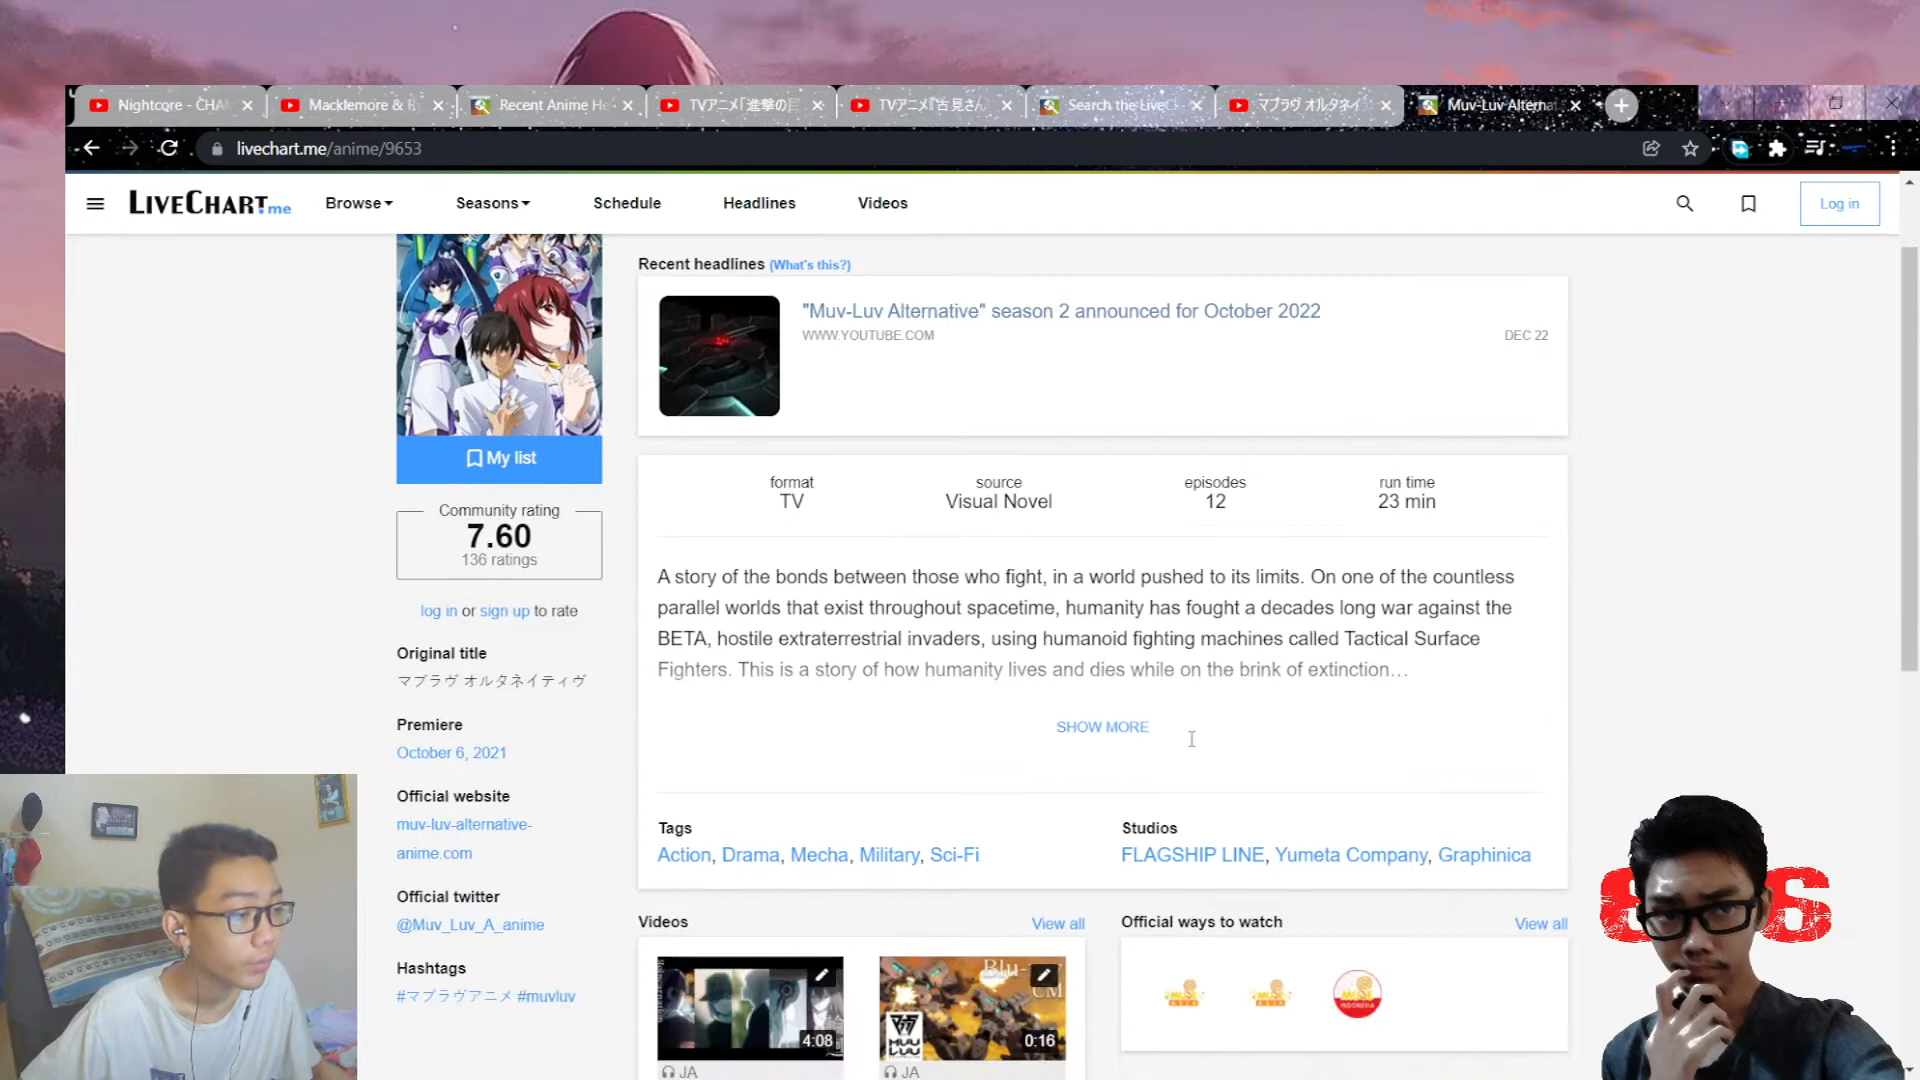 Nightcore - CHA
Macklemore & R
Recent Anime He
TVアニメ「進撃の巨
TVアニメ『古見さん
Search the LiveC
マブラヴ オルタネイ
Muv-Luv Alterna
livechart.me/anime/9653
LIVECHART.me
Browse
Seasons
Schedule
Headlines
Videos
Log in
Recent headlines (What's this?)
"Muv-Luv Alternative" season 2 announced for October 2022
WWW.YOUTUBE.COM
DEC 22
My list
format
TV
source
Visual Novel
episodes
12
run time
23 min
Community rating
7.60
136 ratings
log in or sign up to rate
A story of the bonds between those who fight, in a world pushed to its limits. On one of the countless
parallel worlds that exist throughout spacetime, humanity has fought a decades long war against the
BETA, hostile extraterrestrial invaders, using humanoid fighting machines called Tactical Surface
Fighters. This is a story of how humanity lives and dies while on the brink of extinction…
SHOW MORE
Original title
マブラヴ オルタネイティヴ
Premiere
October 6, 2021
Official website
muv-luv-alternative-
anime.com
Official twitter
@Muv_Luv_A_anime
Hashtags
#マブラヴアニメ #muvluv
Tags
Action, Drama, Mecha, Military, Sci-Fi
Studios
FLAGSHIP LINE, Yumeta Company, Graphinica
Videos
View all
Official ways to watch
View all
4:08
JA
Blu-
CM
MUV
LUV
0:16
JA
MUSE
ASIA
MUSE
ASIA
MUSE
INDONESIA